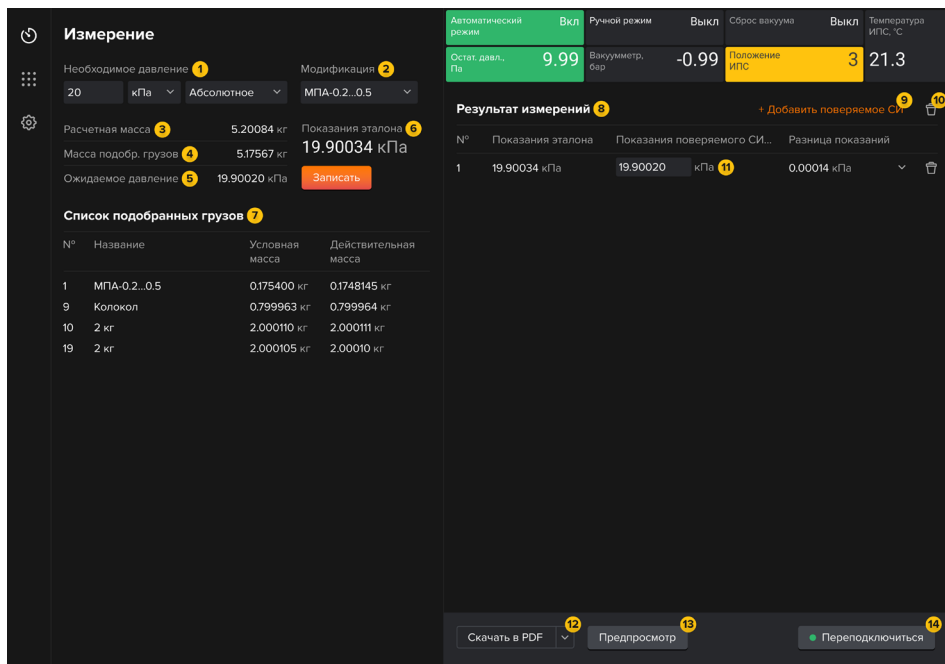 Измерение
Необходимое давление 1
Модификация 2
20 кПа Абсолютное МПА-0.2...0.5
Расчетная масса 3 5.20084 кг
Масса подобр. грузов 4 5.17567 кг
Ожидаемое давление 5 19.90020 кПа
Показания эталона 6
19.90034 кПа
Записать
Список подобранных грузов 7
№ Название Условная масса Действительная масса
1 МПА-0.2...0.5 0.175400 кг 0.1748145 кг
9 Колокол 0.799963 кг 0.799964 кг
10 2 кг 2.000110 кг 2.000111 кг
19 2 кг 2.000105 кг 2.00010 кг
Автоматический режим Вкл
Ручной режим Выкл
Сброс вакуума Выкл
Температура ИПС, °С
Остат. давл., Па 9.99
Вакуумметр, бар -0.99
Положение ИПС 3
21.3
Результат измерений 8
+ Добавить поверяемое СИ 9
10
№ Показания эталона Показания поверяемого СИ... Разница показаний
1 19.90034 кПа 19.90020 кПа 11 0.00014 кПа
Скачать в PDF 12
Предпросмотр 13
Переподключиться 14